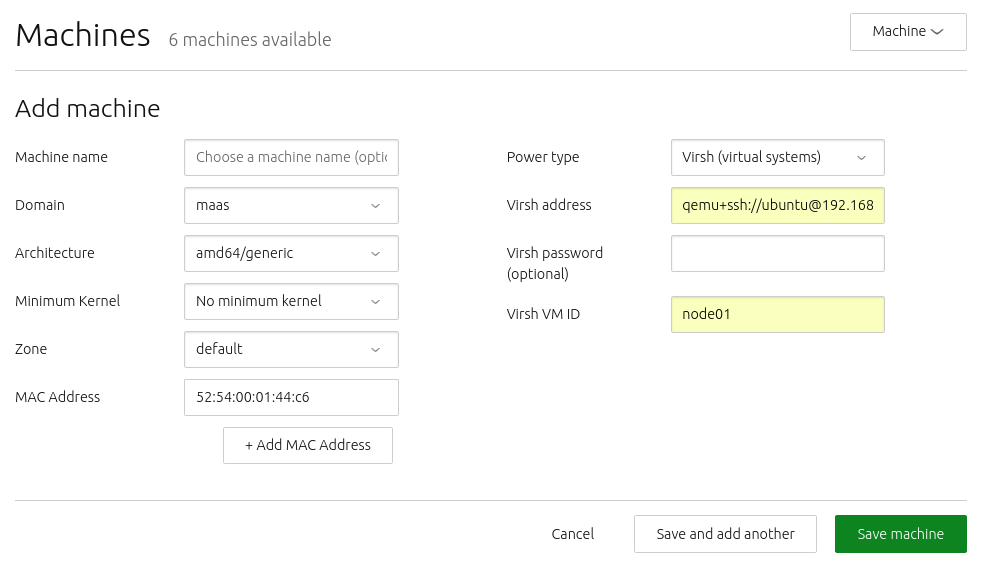 Machines 6 machines available
Machine
Add machine
Machine name
Choose a machine name (optic
Domain
maas
Architecture
amd64/generic
Minimum Kernel
No minimum kernel
Zone
default
MAC Address
52:54:00:01:44:c6
+ Add MAC Address
Power type
Virsh (virtual systems)
Virsh address
qemu+ssh://ubuntu@192.168
Virsh password
(optional)
Virsh VM ID
node01
Cancel
Save and add another
Save machine